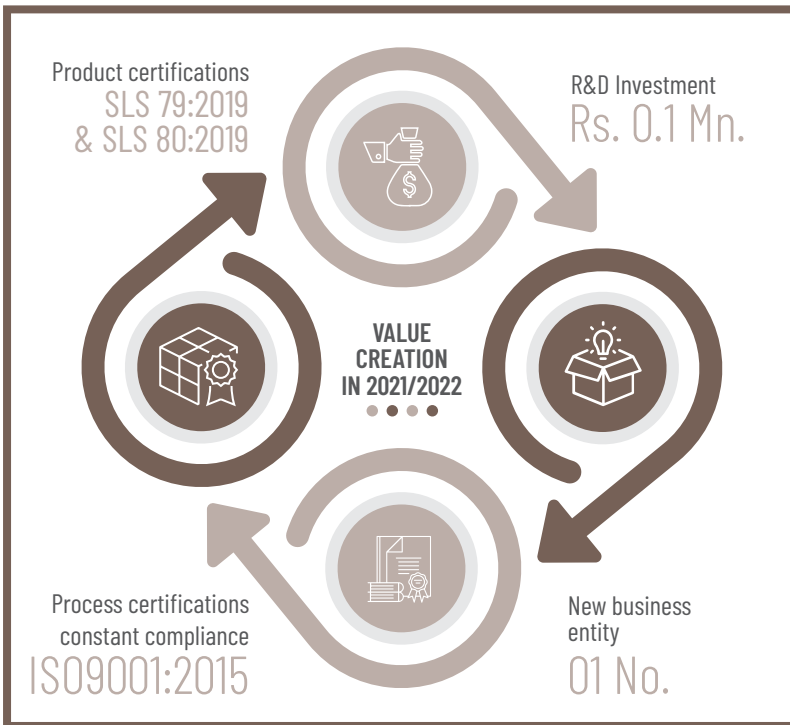 Product certifications
SLS 79:2019
& SLS 80:2019
R&D Investment
Rs. 0.1 Mn.
$
VALUE
CREATION
IN 2021/2022
Process certifications
constant compliance
ISO9001:2015
New business
entity
01 No.